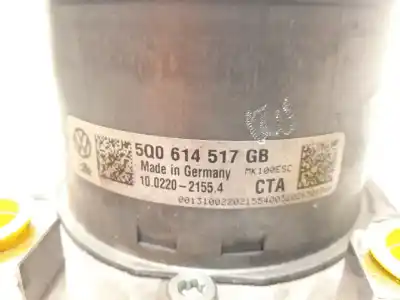 5Q0 614 517 GB
Made in Germany
MK100ESC
10.0220-2155.4
CTA